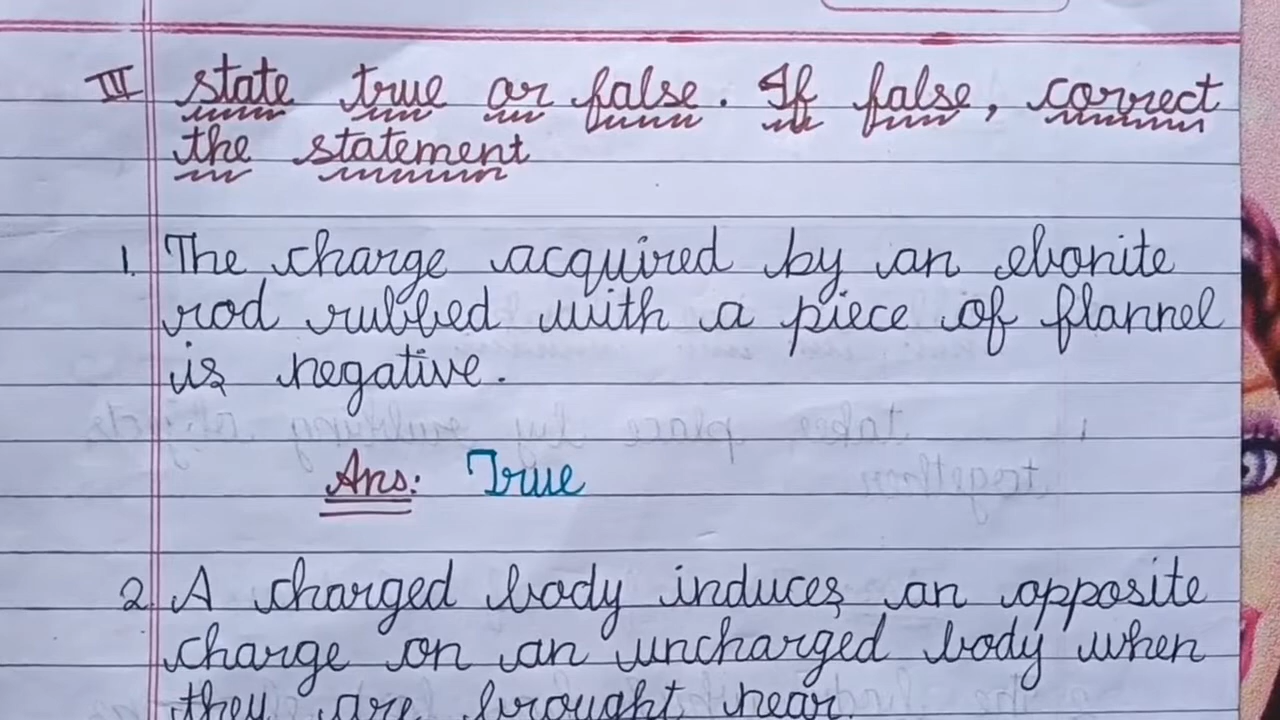 III state true or false. If false, correct
the statement
1. The charge acquired by an ebonite
rod rubbed with a piece of flannel
is negative.
Ans: True
2. A charged body induces an opposite
charge on an uncharged body when
they are brought near.